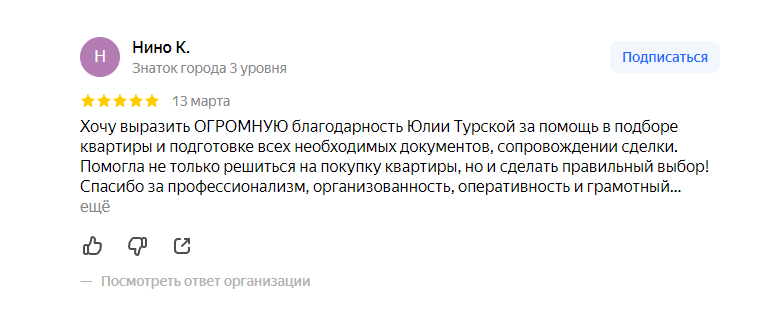 Н
Нино К.
Знаток города 3 уровня
Подписаться
13 марта
Хочу выразить ОГРОМНУЮ благодарность Юлии Турской за помощь в подборе
квартиры и подготовке всех необходимых документов, сопровождении сделки.
Помогла не только решиться на покупку квартиры, но и сделать правильный выбор!
Спасибо за профессионализм, организованность, оперативность и грамотный...
ещё
— Посмотреть ответ организации